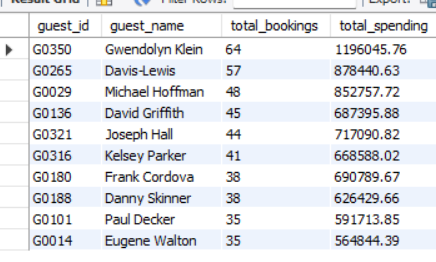 Result Grid Filter Rows: Export:
guest_id guest_name total_bookings total_spending
G0350 Gwendolyn Klein 64 1196045.76
G0265 Davis-Lewis 57 878440.63
G0029 Michael Hoffman 48 852757.72
G0136 David Griffith 45 687395.88
G0321 Joseph Hall 44 717090.82
G0316 Kelsey Parker 41 668588.02
G0180 Frank Cordova 38 690789.67
G0188 Danny Skinner 38 626429.66
G0101 Paul Decker 35 591713.85
G0014 Eugene Walton 35 564844.39